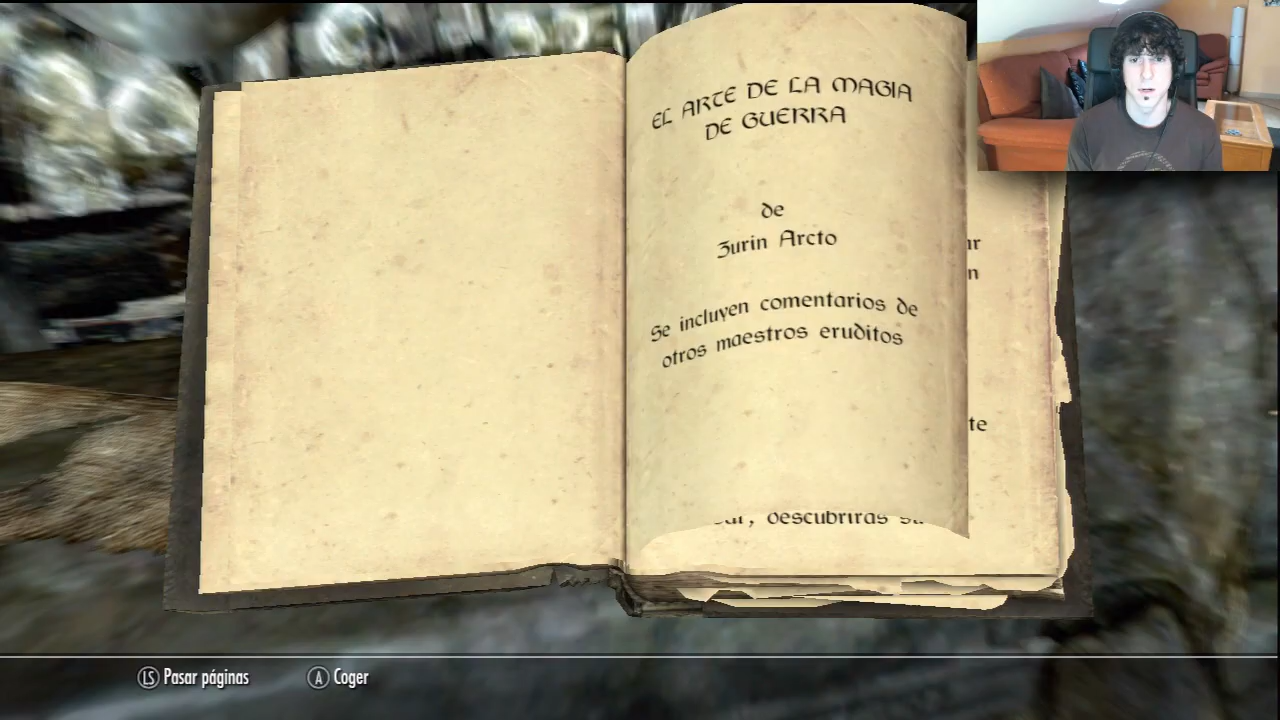 EL ARTE DE LA MAGIA
DE GUERRA
de
Zurin Arcto
Se incluyen comentarios de
otros maestros eruditos
descubrirás
LS Pasar páginas
A Coger